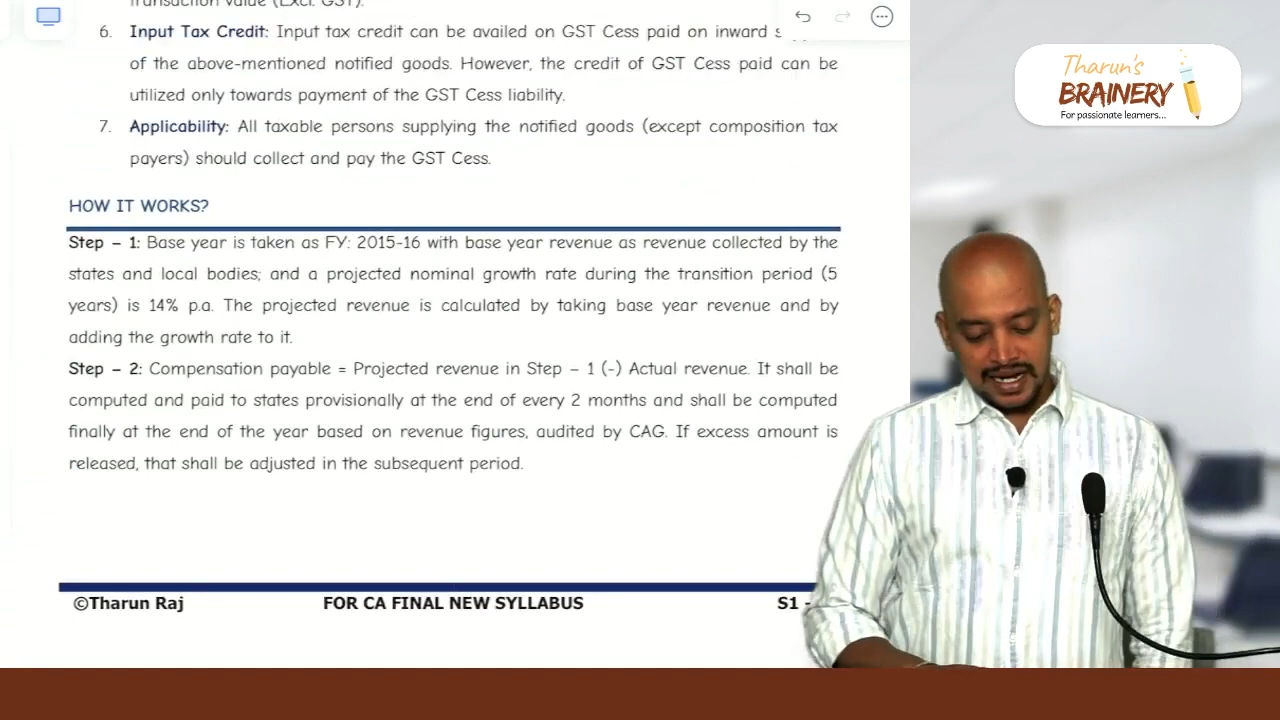 transaction value (Excl. GST).
6. Input Tax Credit: Input tax credit can be availed on GST Cess paid on inward
of the above-mentioned notified goods. However, the credit of GST Cess paid can be
utilized only towards payment of the GST Cess liability.
7. Applicability: All taxable persons supplying the notified goods (except composition tax
payers) should collect and pay the GST Cess.
HOW IT WORKS?
Step – 1: Base year is taken as FY: 2015-16 with base year revenue as revenue collected by the
states and local bodies; and a projected nominal growth rate during the transition period (5
years) is 14% p.a. The projected revenue is calculated by taking base year revenue and by
adding the growth rate to it.
Step – 2: Compensation payable = Projected revenue in Step – 1 (-) Actual revenue. It shall be
computed and paid to states provisionally at the end of every 2 months and shall be computed
finally at the end of the year based on revenue figures, audited by CAG. If excess amount is
released, that shall be adjusted in the subsequent period.
©Tharun Raj FOR CA FINAL NEW SYLLABUS S1 -
Tharun's
BRAINERY
For passionate learners...